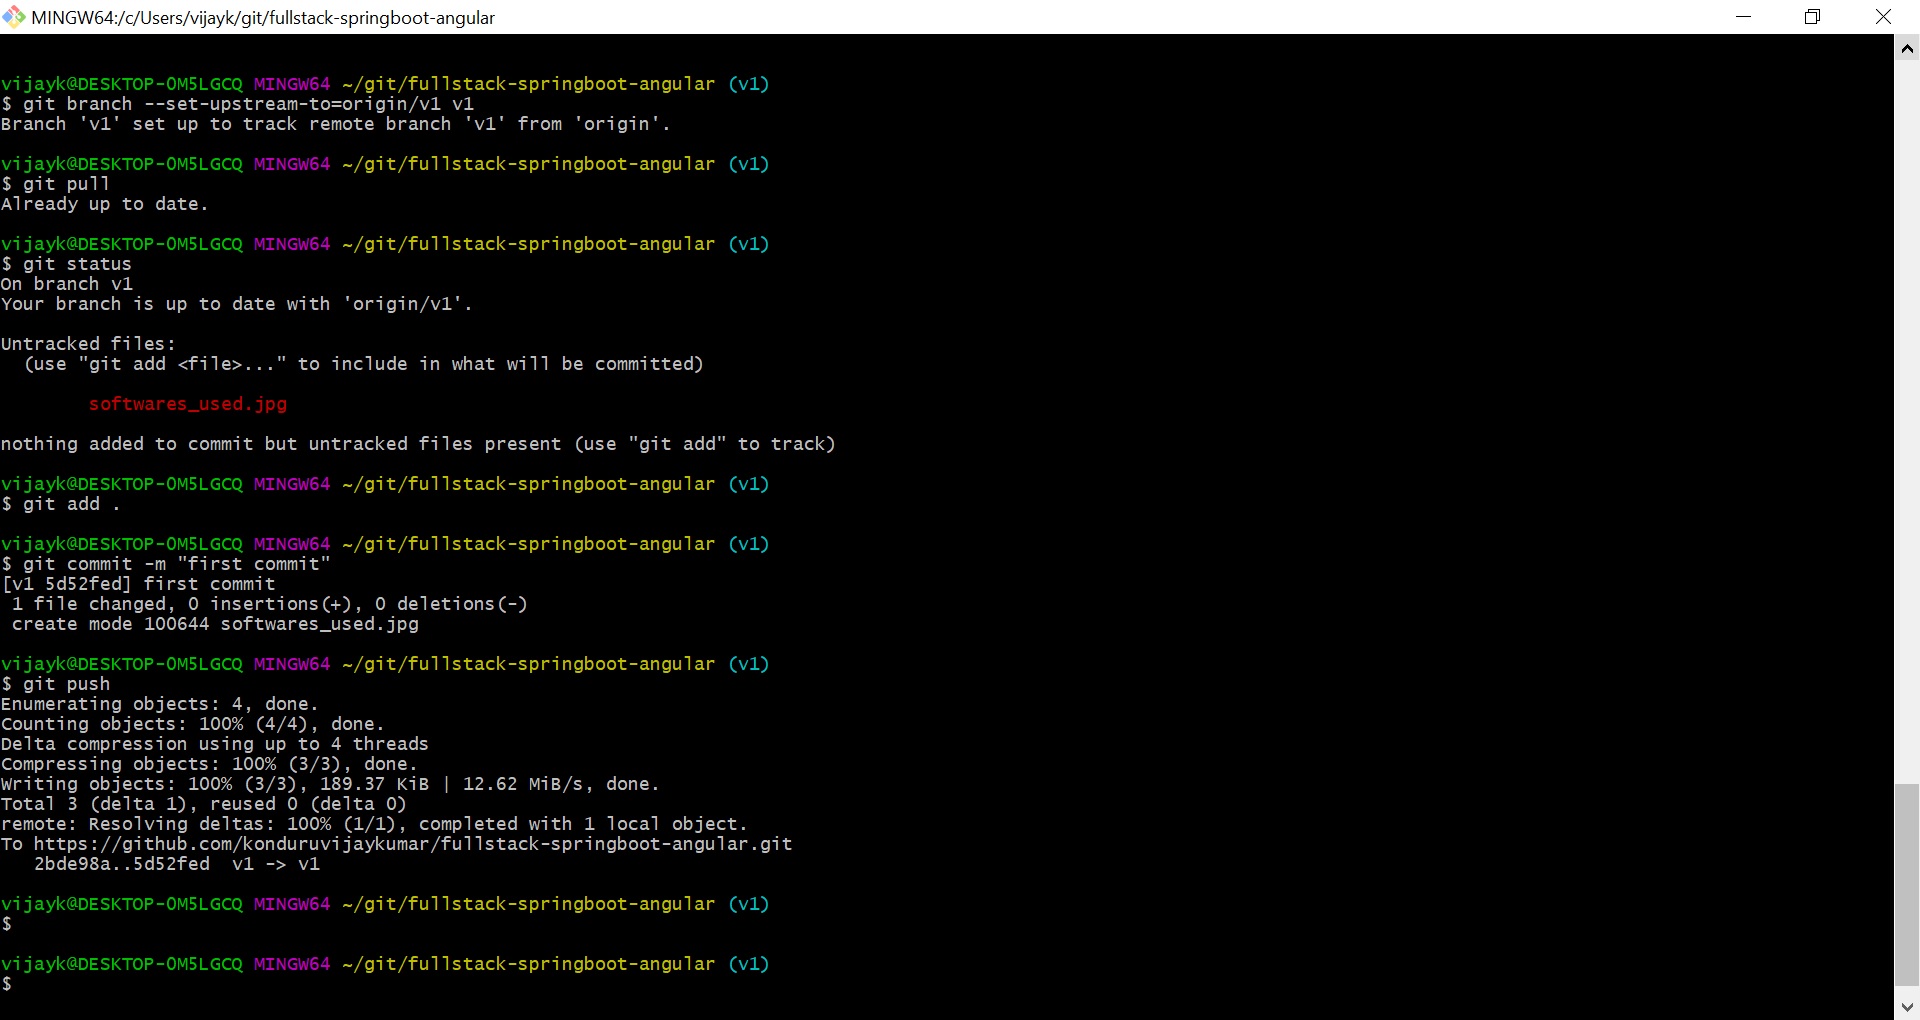 MINGW64:/c/Users/vijayk/git/fullstack-springboot-angular
vijayk@DESKTOP-0M5LGCQ MINGW64 ~/git/fullstack-springboot-angular (v1)
$ git branch --set-upstream-to=origin/v1 v1
Branch 'v1' set up to track remote branch 'v1' from 'origin'.
vijayk@DESKTOP-0M5LGCQ MINGW64 ~/git/fullstack-springboot-angular (v1)
$ git pull
Already up to date.
vijayk@DESKTOP-0M5LGCQ MINGW64 ~/git/fullstack-springboot-angular (v1)
$ git status
On branch v1
Your branch is up to date with 'origin/v1'.
Untracked files:
  (use "git add <file>..." to include in what will be committed)
        softwares_used.jpg
nothing added to commit but untracked files present (use "git add" to track)
vijayk@DESKTOP-0M5LGCQ MINGW64 ~/git/fullstack-springboot-angular (v1)
$ git add .
vijayk@DESKTOP-0M5LGCQ MINGW64 ~/git/fullstack-springboot-angular (v1)
$ git commit -m "first commit"
[v1 5d52fed] first commit
 1 file changed, 0 insertions(+), 0 deletions(-)
 create mode 100644 softwares_used.jpg
vijayk@DESKTOP-0M5LGCQ MINGW64 ~/git/fullstack-springboot-angular (v1)
$ git push
Enumerating objects: 4, done.
Counting objects: 100% (4/4), done.
Delta compression using up to 4 threads
Compressing objects: 100% (3/3), done.
Writing objects: 100% (3/3), 189.37 KiB | 12.62 MiB/s, done.
Total 3 (delta 1), reused 0 (delta 0)
remote: Resolving deltas: 100% (1/1), completed with 1 local object.
To https://github.com/konduruvijaykumar/fullstack-springboot-angular.git
   2bde98a..5d52fed  v1 -> v1
vijayk@DESKTOP-0M5LGCQ MINGW64 ~/git/fullstack-springboot-angular (v1)
$
vijayk@DESKTOP-0M5LGCQ MINGW64 ~/git/fullstack-springboot-angular (v1)
$